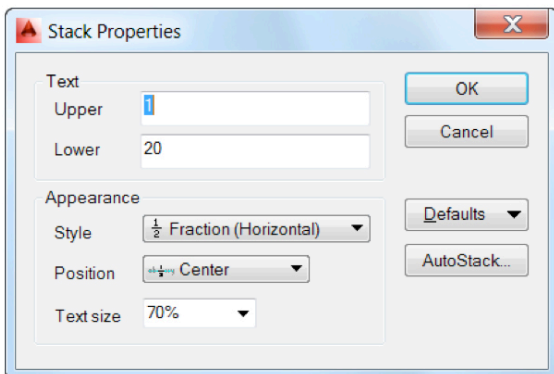 Stack Properties
Text
Upper 1
OK
Lower 20
Cancel
Appearance
Style 1/2 Fraction (Horizontal)
Defaults
Position Center
AutoStack...
Text size 70%